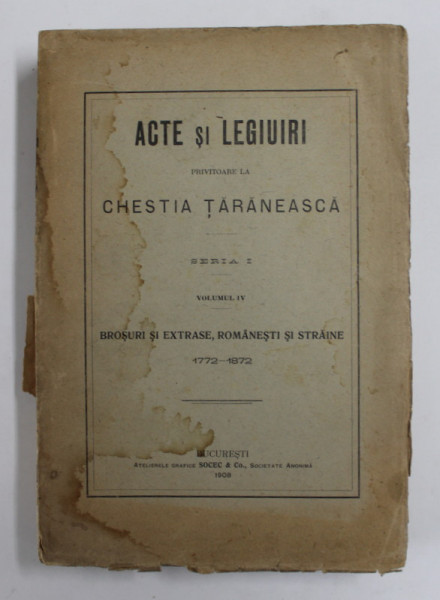 ACTE ȘI LEGIUIRI
PRIVITOARE LA
CHESTIA ȚĂRĂNEASCĂ
SERIA I
VOLUMUL IV
BROȘURI ȘI EXTRASE, ROMÂNEȘTI ȘI STRĂINE
1772—1872
BUCUREȘTI
ATELIERELE GRAFICE SOCEC & Co., SOCIETATE ANONIMĂ